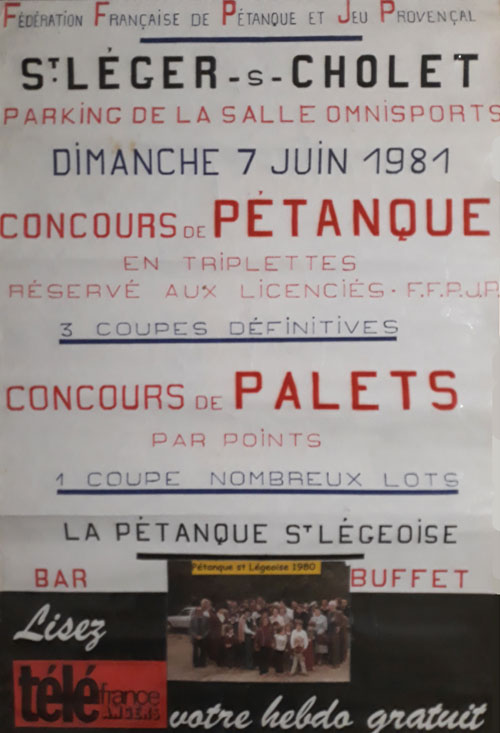 FÉDÉRATION FRANÇAISE DE PÉTANQUE ET JEU PROVENÇAL
ST. LÉGER -S- CHOLET
PARKING DE LA SALLE OMNISPORTS
DIMANCHE 7 JUIN 1981
CONCOURS DE PÉTANQUE
EN TRIPLETTES
RÉSERVÉ AUX LICENCIÉS - F.F.P.J.P.
3 COUPES DÉFINITIVES
CONCOURS DE PALETS
PAR POINTS
1 COUPE NOMBREUX LOTS
LA PÉTANQUE ST LÉGEOISE
BAR
BUFFET
Pétanque st Légeoise 1980
Lisez
télé france
ANGERS
votre hebdo gratuit